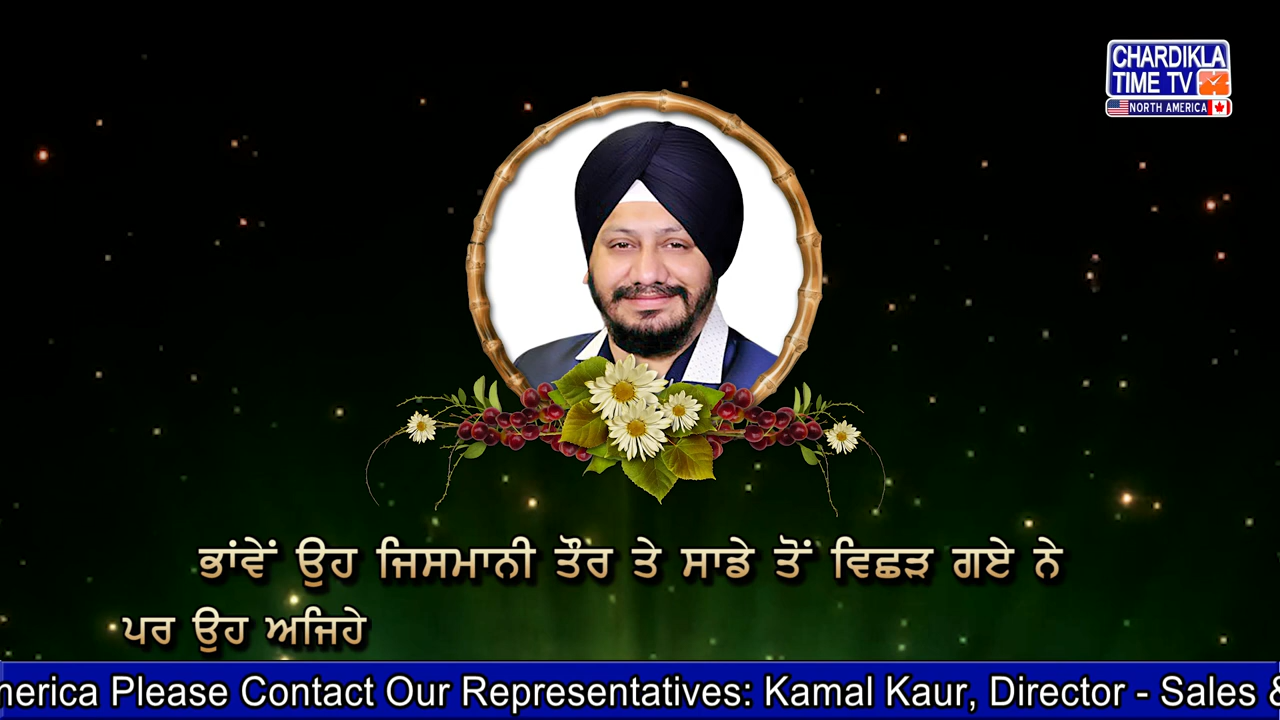 CHARDIKLA
TIME TV
NORTH AMERICA
ਭਾਂਵੇਂ ਉਹ ਜਿਸਮਾਨੀ ਤੌਰ ਤੇ ਸਾਡੇ ਤੋਂ ਵਿਛੜ ਗਏ ਨੇ
ਪਰ ਉਹ ਅਜਿਹੇ
merica Please Contact Our Representatives: Kamal Kaur, Director - Sales &